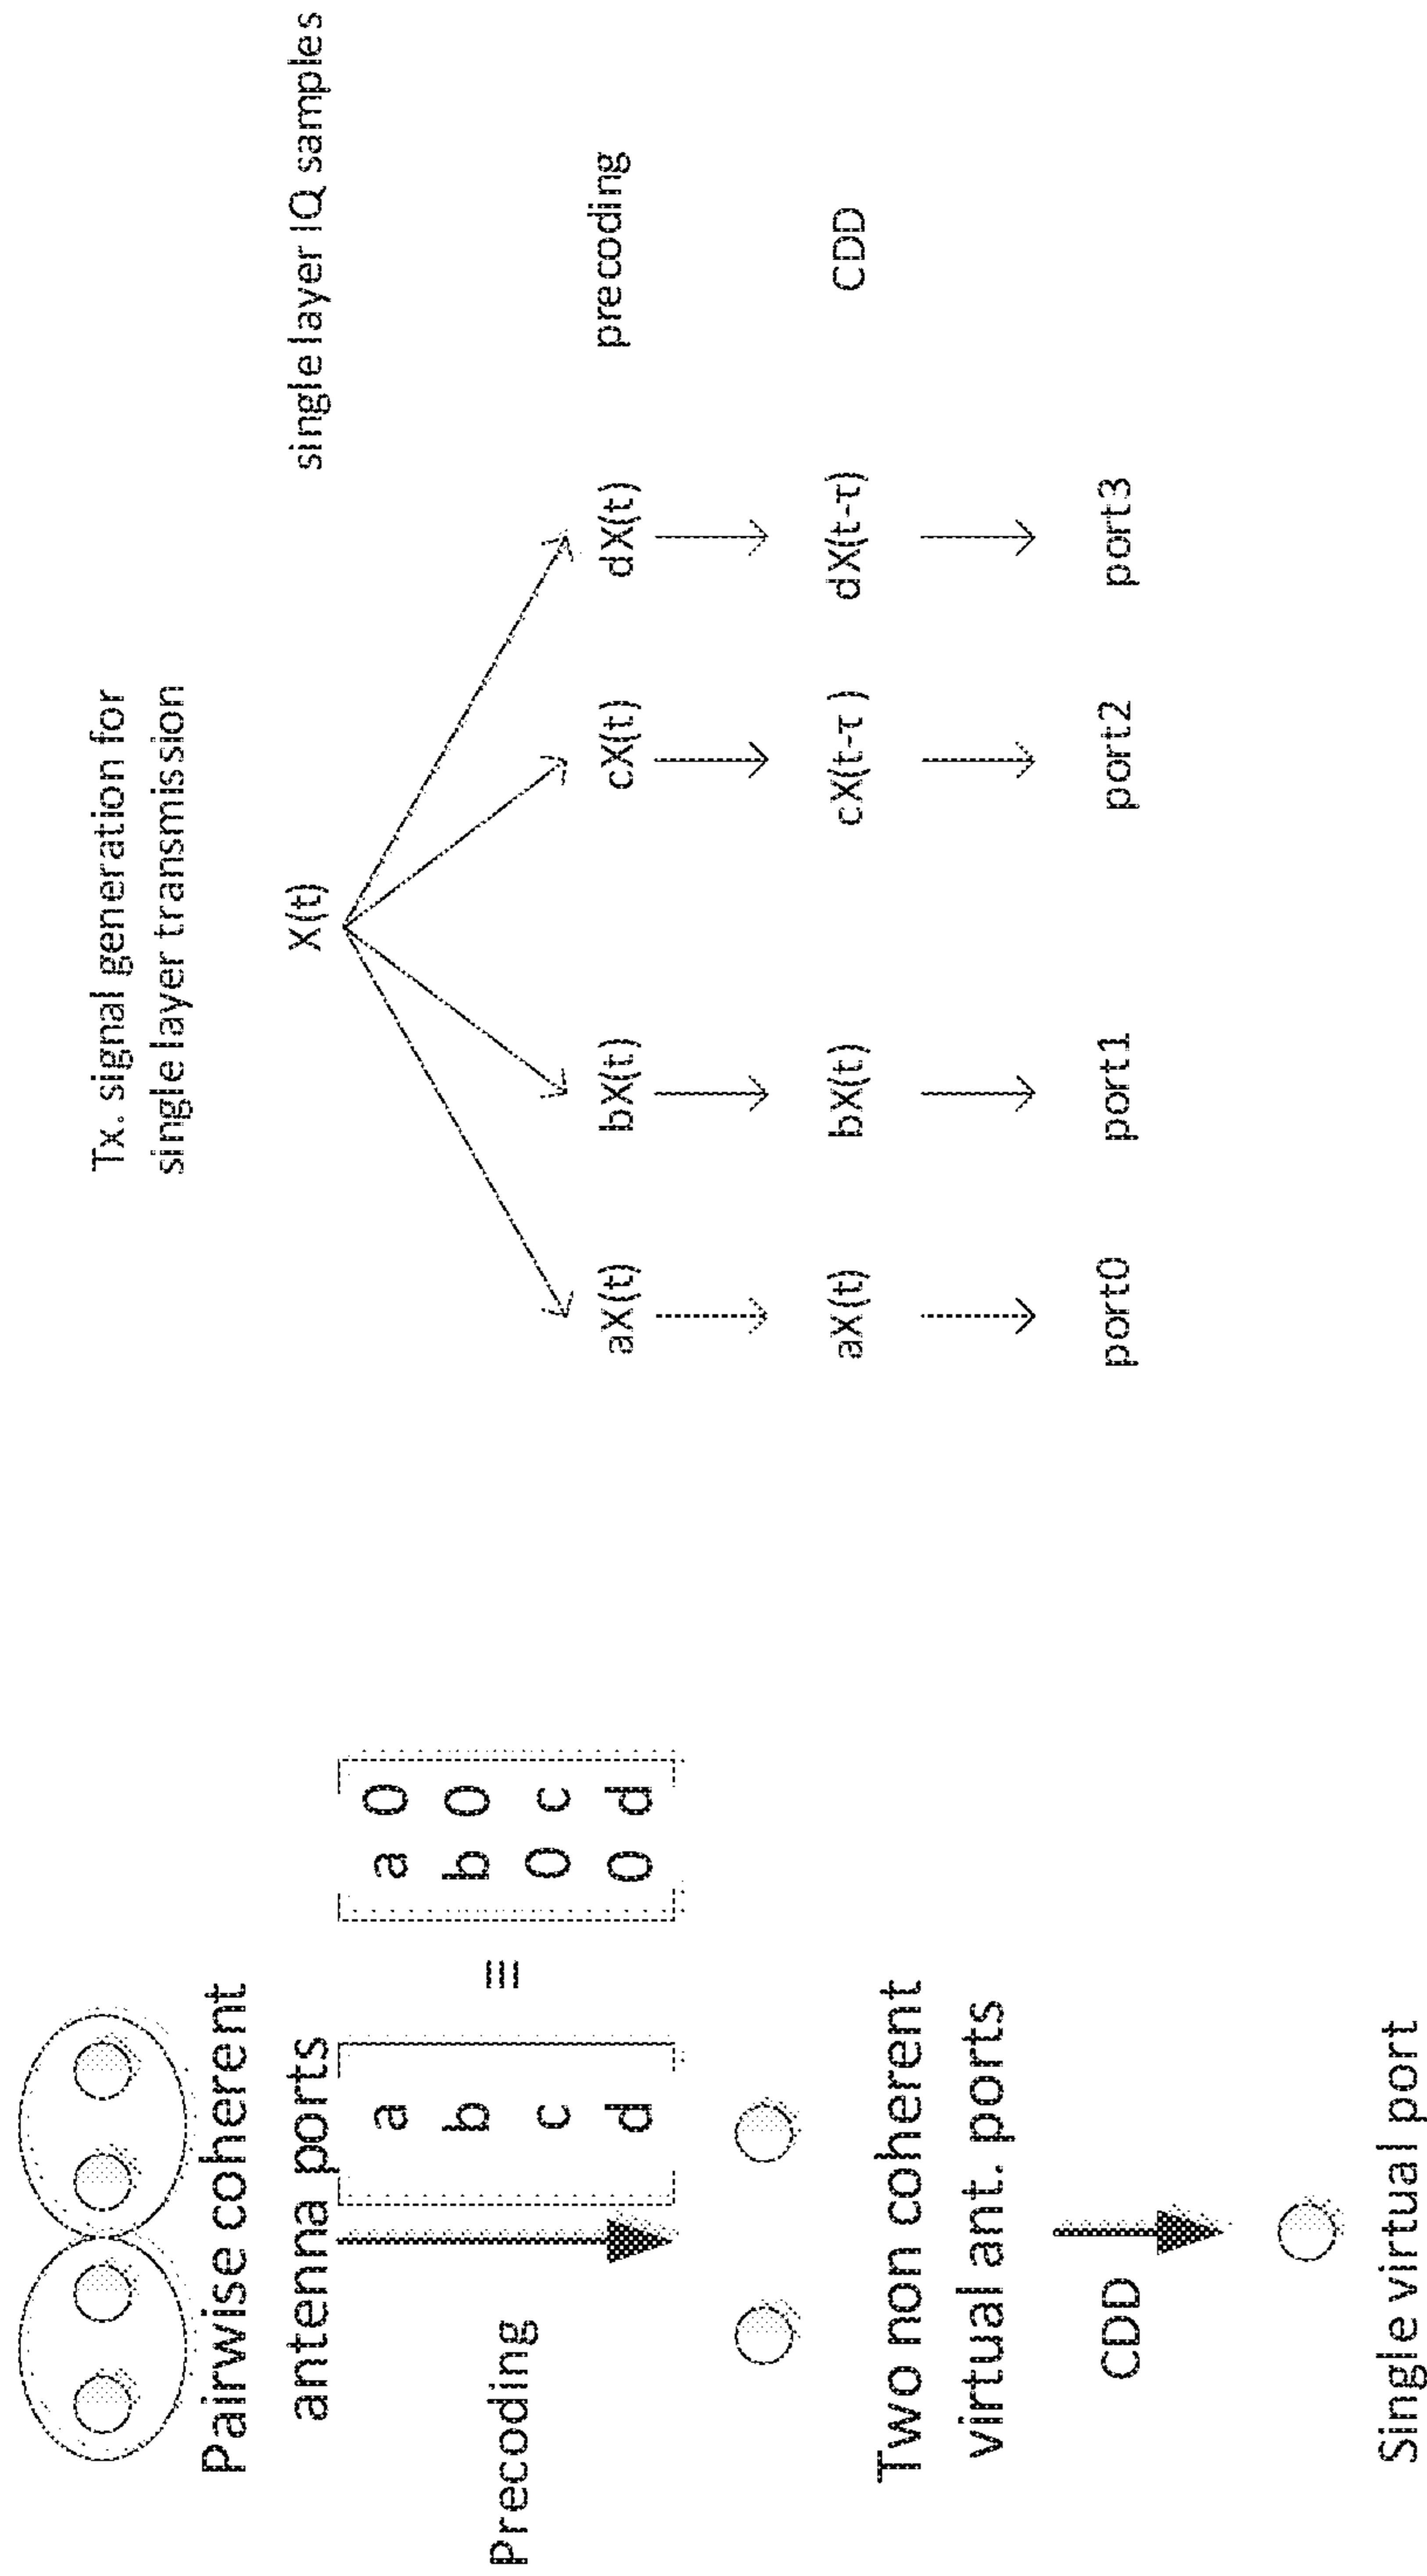 Pairwise coherent
antenna ports
Precoding
a
b
c
d
≡
a 0
b 0
0 c
0 d
Two non coherent
virtual ant. ports
CDD
Single virtual port
Tx. signal generation for
single layer transmission
X(t)
single layer IQ samples
aX(t) bX(t) cX(t) dX(t) precoding
aX(t) bX(t) cX(t-τ) dX(t-τ) CDD
port0 port1 port2 port3